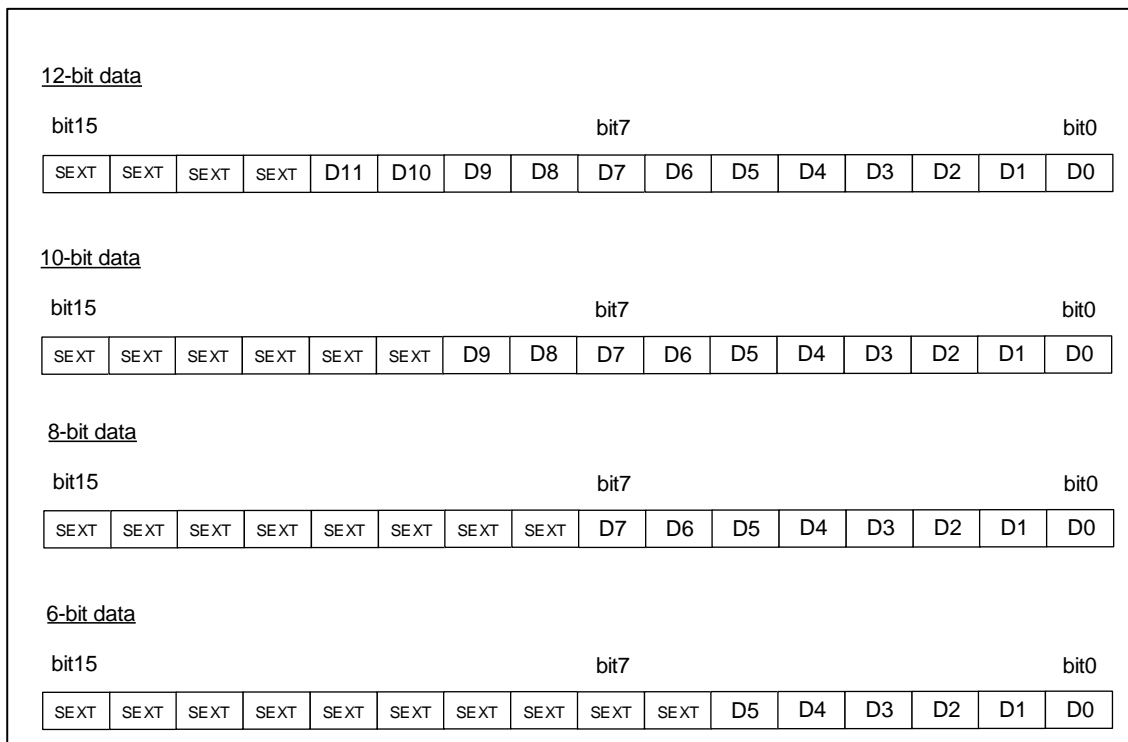 12-bit data
bit15 bit7 bit0
SEXT SEXT SEXT SEXT D11 D10 D9 D8 D7 D6 D5 D4 D3 D2 D1 D0
10-bit data
bit15 bit7 bit0
SEXT SEXT SEXT SEXT SEXT SEXT D9 D8 D7 D6 D5 D4 D3 D2 D1 D0
8-bit data
bit15 bit7 bit0
SEXT SEXT SEXT SEXT SEXT SEXT SEXT SEXT D7 D6 D5 D4 D3 D2 D1 D0
6-bit data
bit15 bit7 bit0
SEXT SEXT SEXT SEXT SEXT SEXT SEXT SEXT SEXT SEXT D5 D4 D3 D2 D1 D0